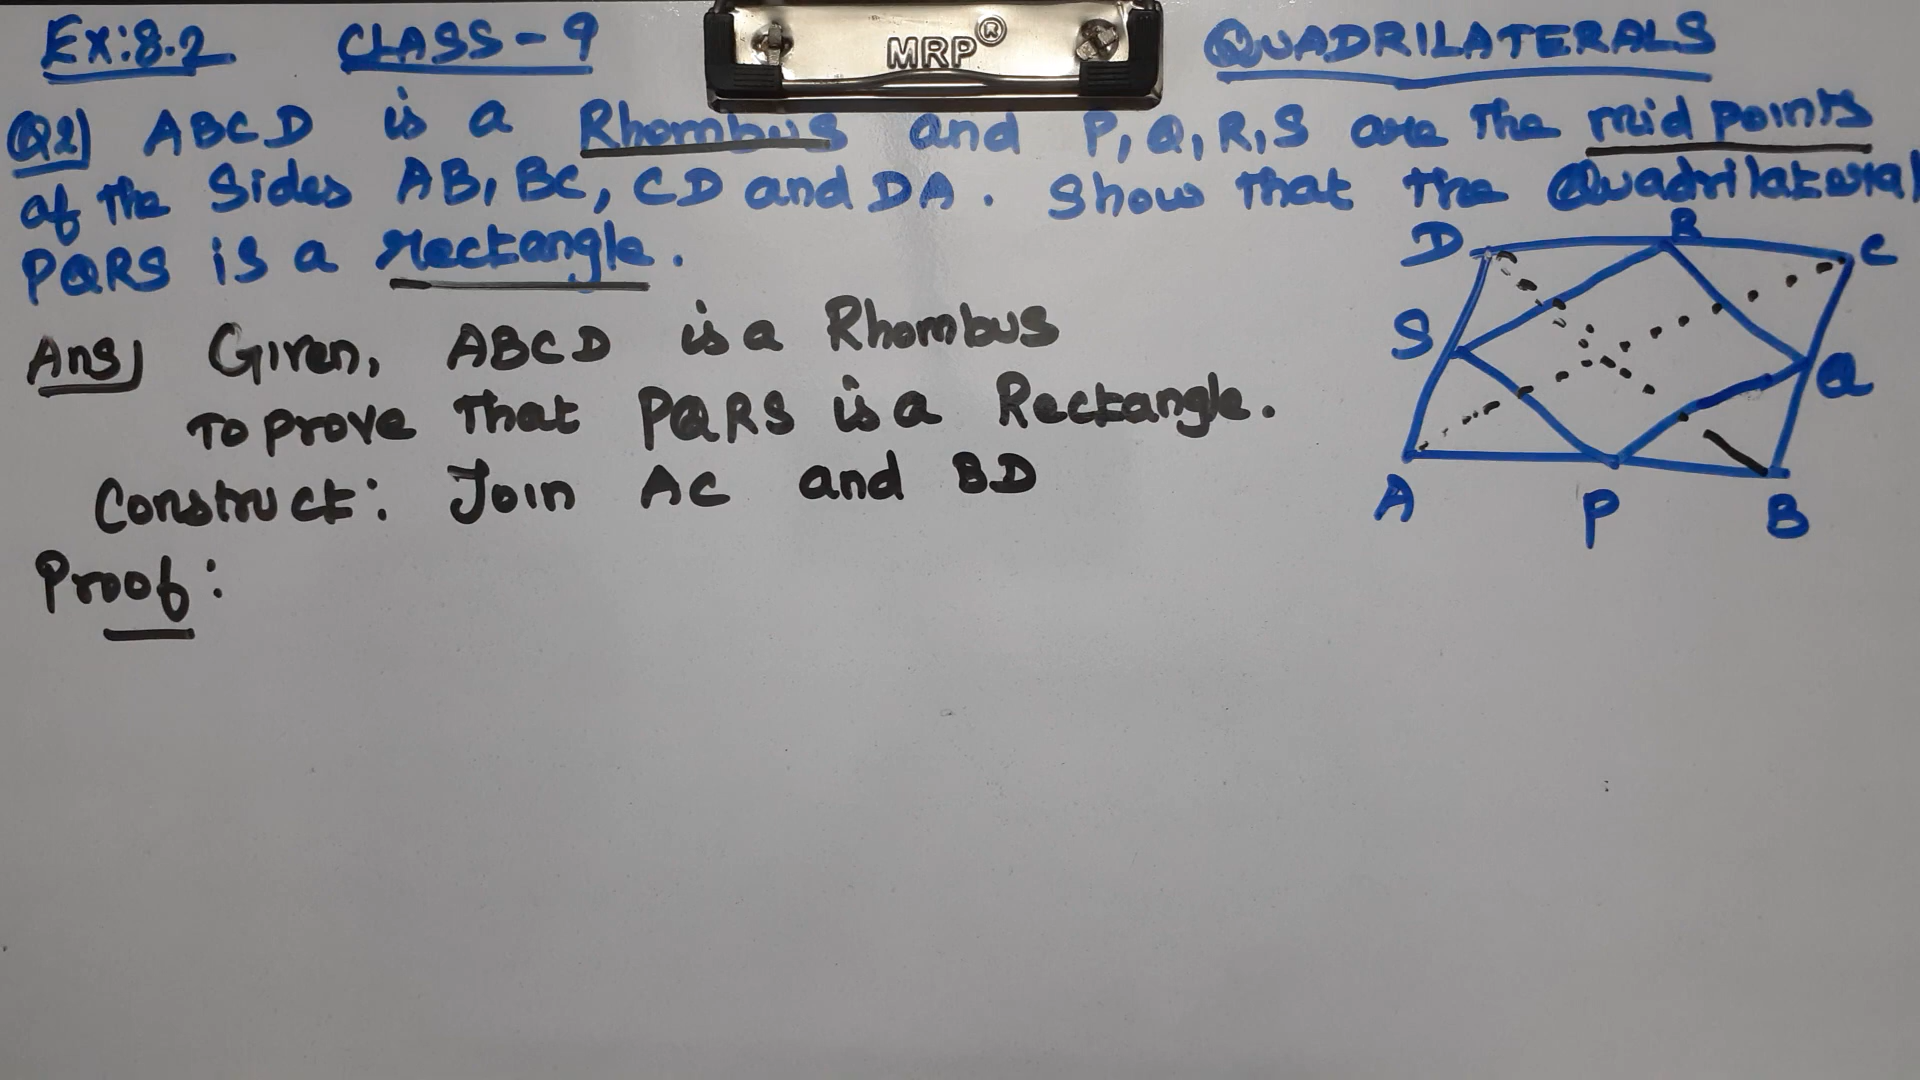 Ex:8.2 CLASS-9 MRP® QUADRILATERALS
Q2) ABCD is a Rhombus and P, Q, R, S are The mid points
of The Sides AB, BC, CD and DA. Show that the Quadrilateral
PQRS is a rectangle.
Ans) Given, ABCD is a Rhombus
To prove That PQRS is a Rectangle.
Construct: Join AC and BD
Proof:
D R C
S Q
A P B